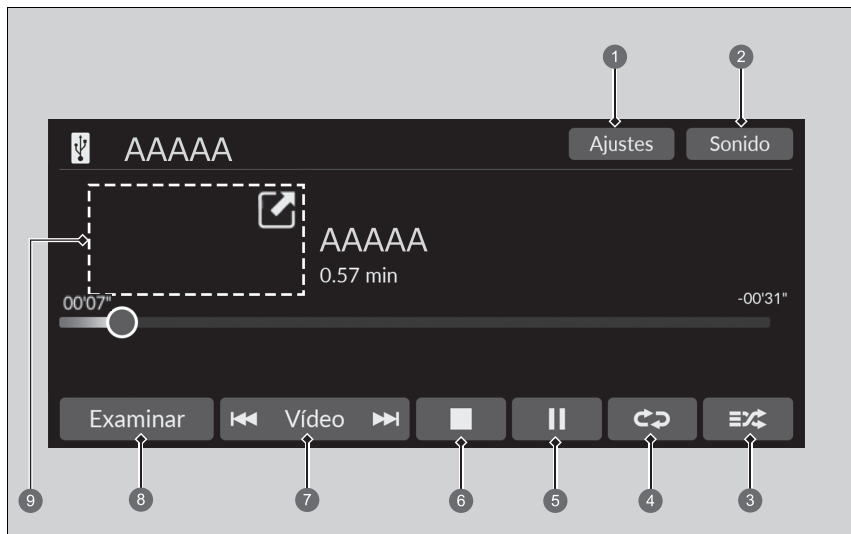 1 2
AAAAA Ajustes Sonido
AAAAA
0.57 min
00'07" -00'31"
Examinar Vídeo
9 8 7 6 5 4 3